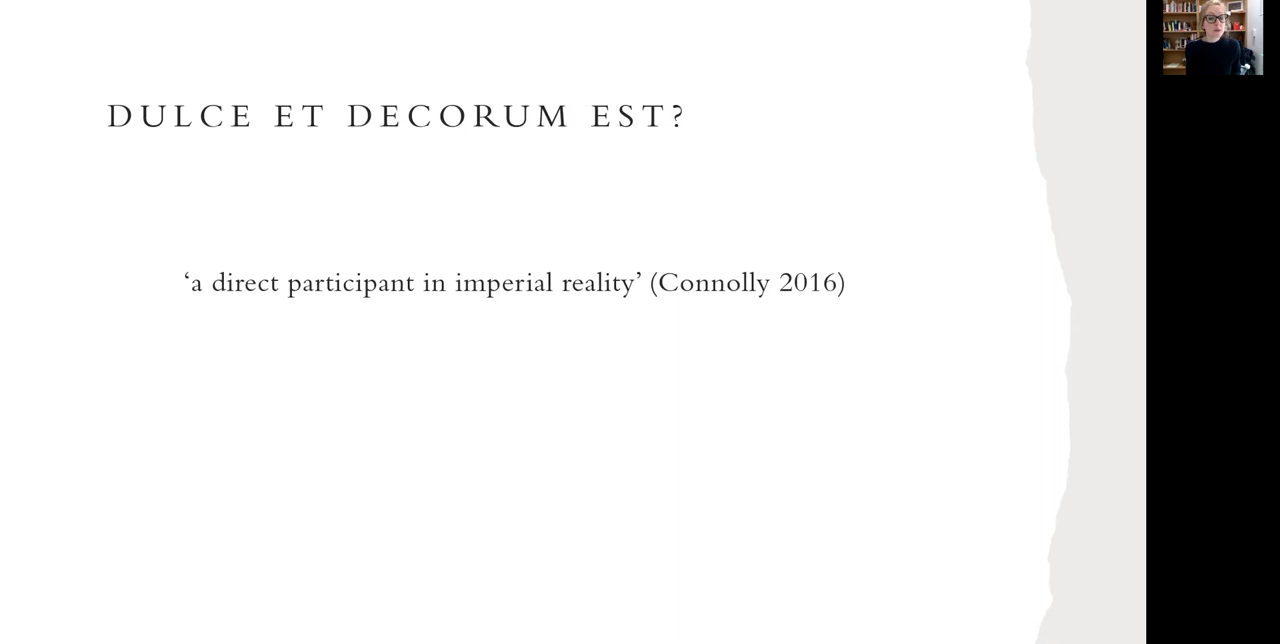 DULCE ET DECORUM EST?
‘a direct participant in imperial reality’ (Connolly 2016)